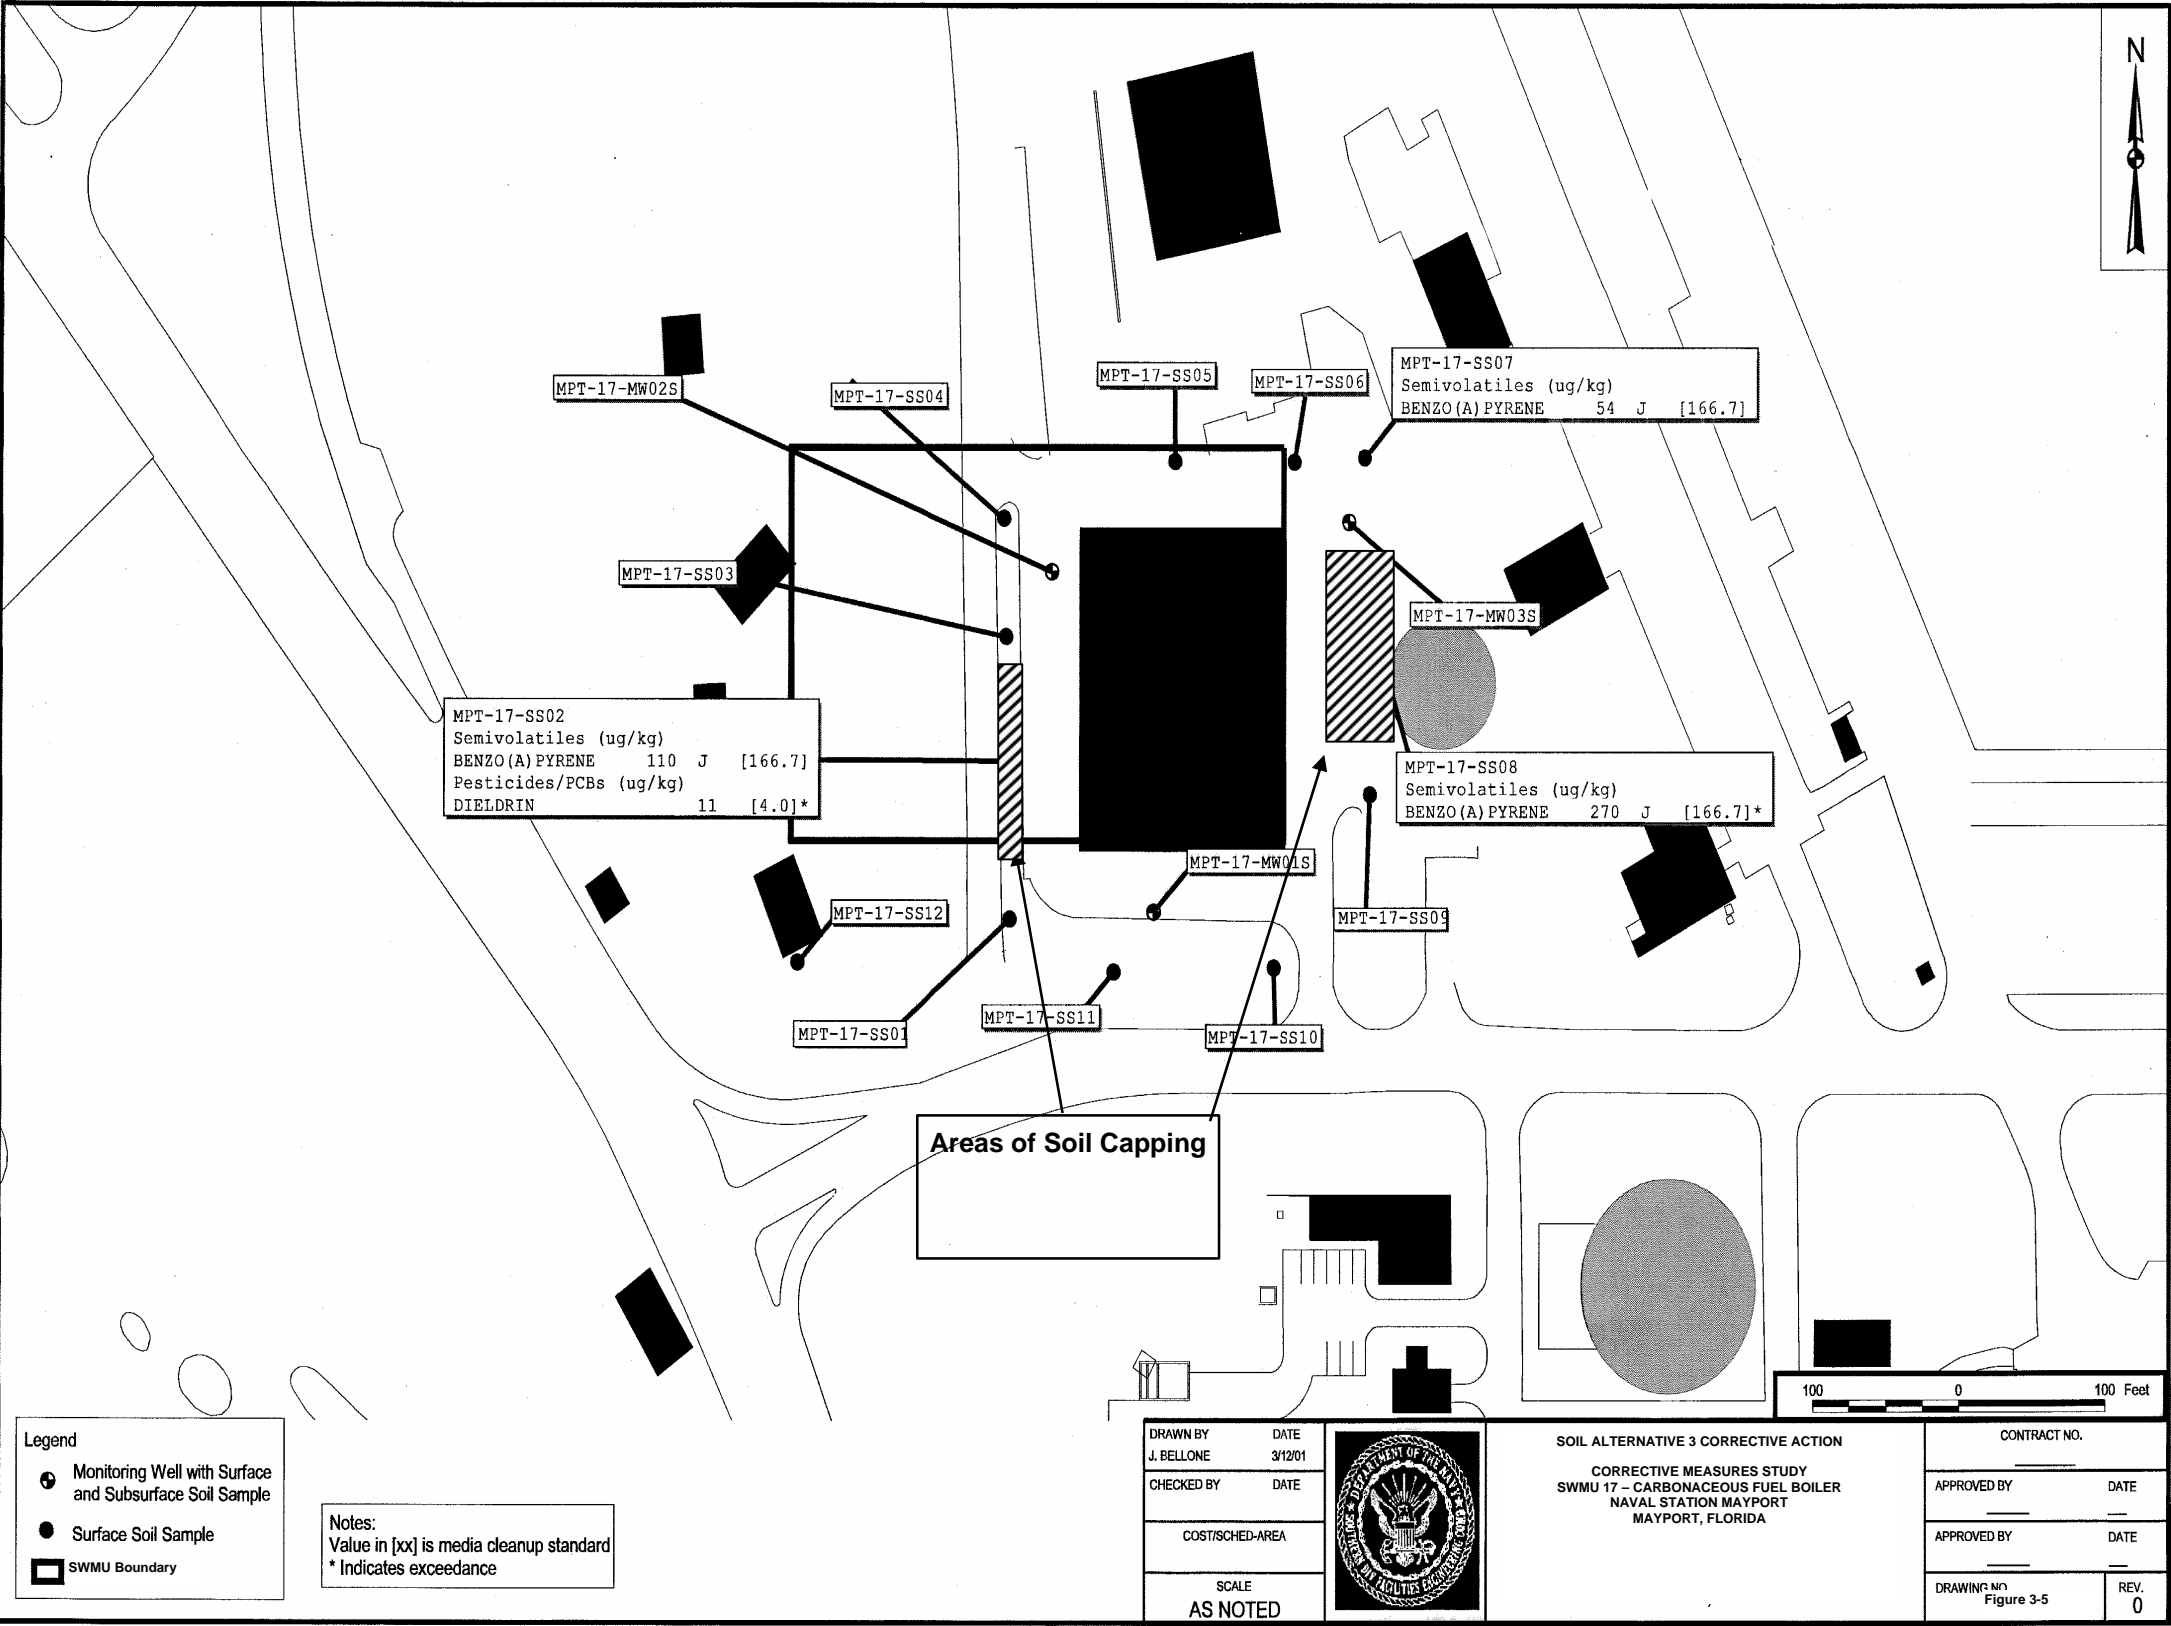 N
MPT-17-MW02S
MPT-17-SS04
MPT-17-SS05
MPT-17-SS06
MPT-17-SS07
Semivolatiles (ug/kg)
BENZO(A)PYRENE 54 J [166.7]
MPT-17-SS03
MPT-17-MW03S
MPT-17-SS02
Semivolatiles (ug/kg)
BENZO(A)PYRENE 110 J [166.7]
Pesticides/PCBs (ug/kg)
DIELDRIN 11 [4.0]*
MPT-17-SS08
Semivolatiles (ug/kg)
BENZO(A)PYRENE 270 J [166.7]*
MPT-17-MW01S
MPT-17-SS12
MPT-17-SS09
MPT-17-SS01
MPT-17-SS11
MPT-17-SS10
Areas of Soil Capping
100 0 100 Feet
Legend
Monitoring Well with Surface
and Subsurface Soil Sample
Surface Soil Sample
SWMU Boundary
Notes:
Value in [xx] is media cleanup standard
* Indicates exceedance
DRAWN BY DATE
J. BELLONE 3/12/01
CHECKED BY DATE
COST/SCHED-AREA
SCALE
AS NOTED
DEPARTMENT OF THE NAVY
SOIL ALTERNATIVE 3 CORRECTIVE ACTION
CORRECTIVE MEASURES STUDY
SWMU 17 – CARBONACEOUS FUEL BOILER
NAVAL STATION MAYPORT
MAYPORT, FLORIDA
CONTRACT NO.
APPROVED BY DATE
APPROVED BY DATE
DRAWING NO.
Figure 3-5
REV.
0